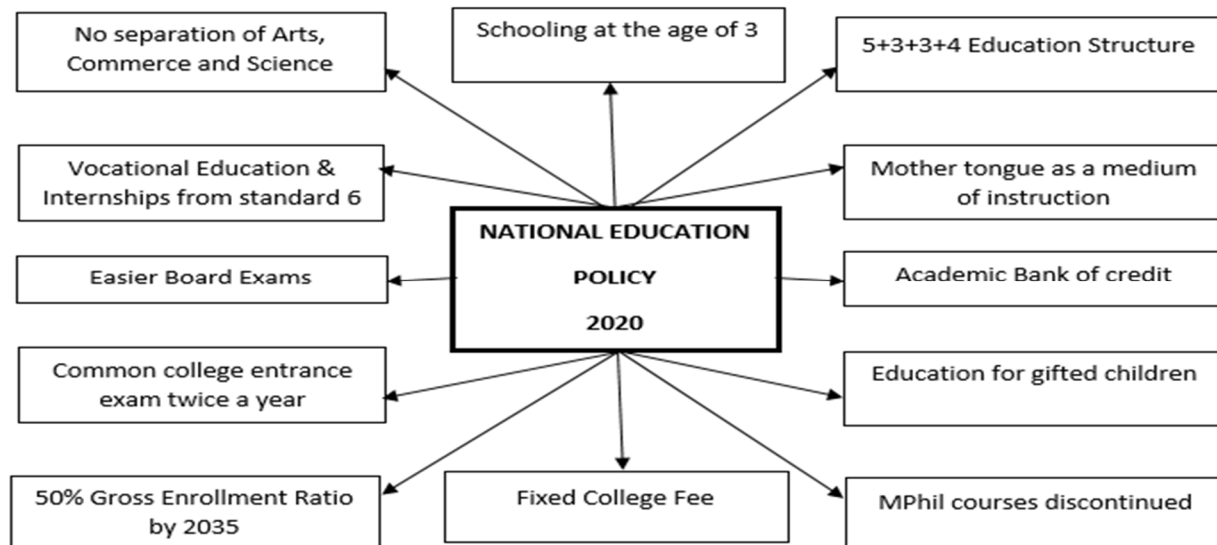 No separation of Arts,
Commerce and Science
Schooling at the age of 3
5+3+3+4 Education Structure
Vocational Education &
Internships from standard 6
Mother tongue as a medium
of instruction
NATIONAL EDUCATION
POLICY
2020
Easier Board Exams
Academic Bank of credit
Common college entrance
exam twice a year
Education for gifted children
50% Gross Enrollment Ratio
by 2035
Fixed College Fee
MPhil courses discontinued